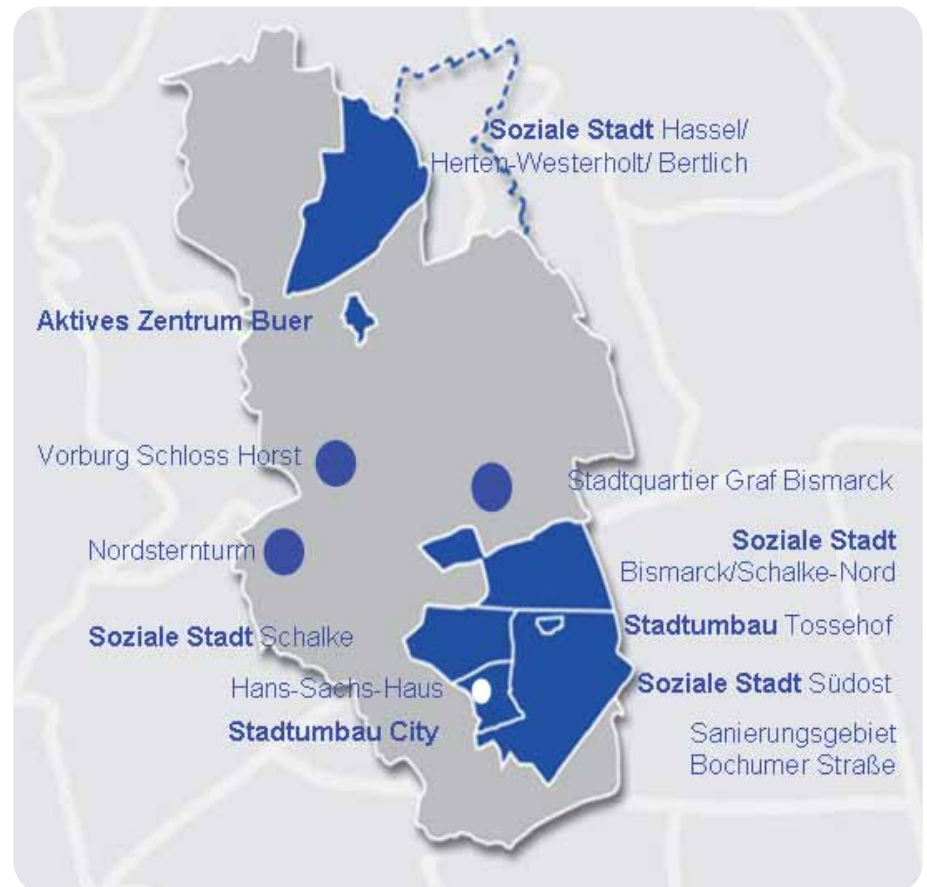 Soziale Stadt Hassel/
Herten-Westerholt/ Bertlich
Aktives Zentrum Buer
Vorburg Schloss Horst
Stadtquartier Graf Bismarck
Nordsternturm
Soziale Stadt
Bismarck/Schalke-Nord
Stadtumbau Tossehof
Soziale Stadt Schalke
Hans-Sachs-Haus
Soziale Stadt Südost
Stadtumbau City
Sanierungsgebiet
Bochumer Straße